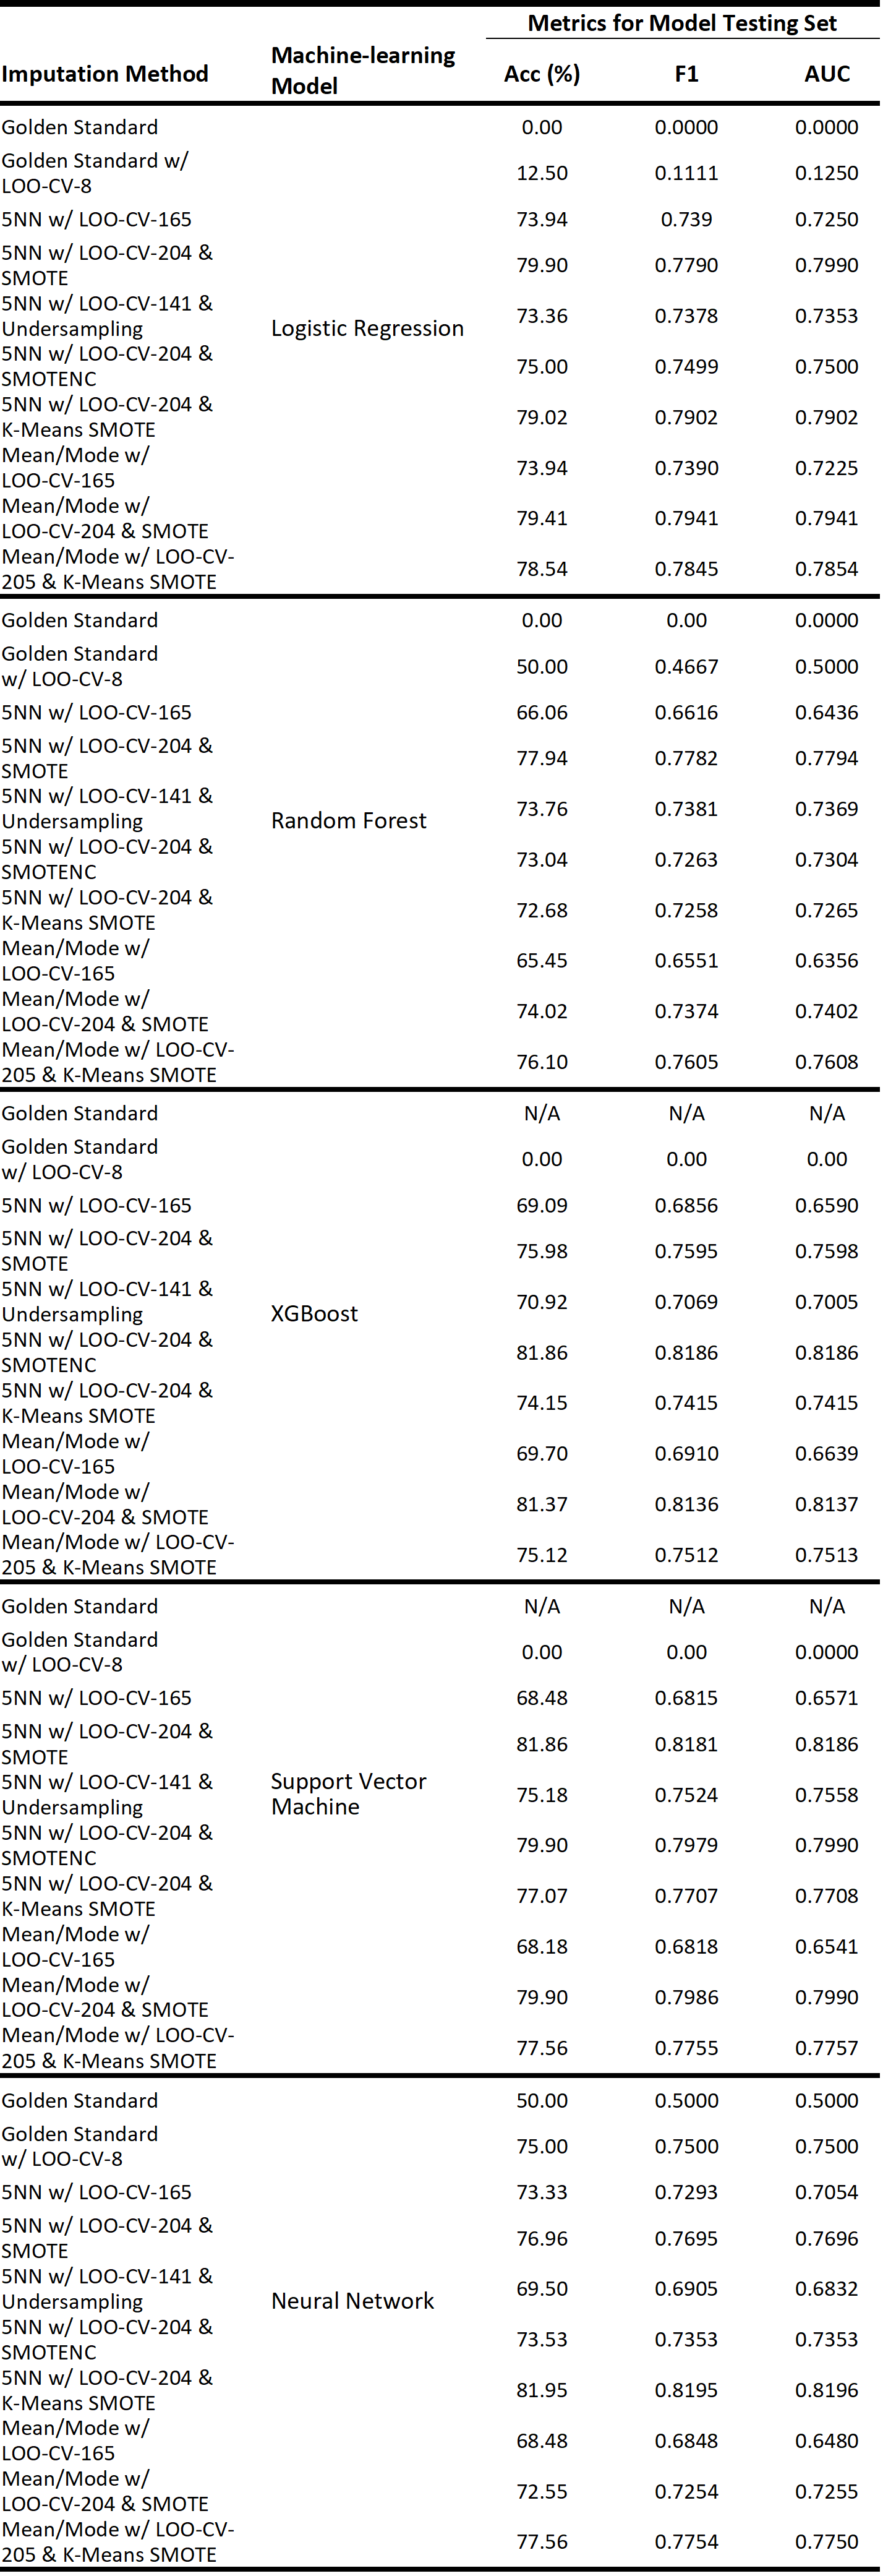 Metrics for Model Testing Set
Imputation Method Machine-learning Model Acc (%) F1 AUC
Golden Standard 0.00 0.0000 0.0000
Golden Standard w/
LOO-CV-8 12.50 0.1111 0.1250
5NN w/ LOO-CV-165 73.94 0.739 0.7250
5NN w/ LOO-CV-204 &
SMOTE 79.90 0.7790 0.7990
5NN w/ LOO-CV-141 &
Undersampling 73.36 0.7378 0.7353
Logistic Regression
5NN w/ LOO-CV-204 &
SMOTENC 75.00 0.7499 0.7500
5NN w/ LOO-CV-204 &
K-Means SMOTE 79.02 0.7902 0.7902
Mean/Mode w/
LOO-CV-165 73.94 0.7390 0.7225
Mean/Mode w/
LOO-CV-204 & SMOTE 79.41 0.7941 0.7941
Mean/Mode w/ LOO-CV-
205 & K-Means SMOTE 78.54 0.7845 0.7854
Golden Standard 0.00 0.00 0.0000
Golden Standard
w/ LOO-CV-8 50.00 0.4667 0.5000
5NN w/ LOO-CV-165 66.06 0.6616 0.6436
5NN w/ LOO-CV-204 &
SMOTE 77.94 0.7782 0.7794
5NN w/ LOO-CV-141 &
Undersampling 73.76 0.7381 0.7369
Random Forest
5NN w/ LOO-CV-204 &
SMOTENC 73.04 0.7263 0.7304
5NN w/ LOO-CV-204 &
K-Means SMOTE 72.68 0.7258 0.7265
Mean/Mode w/
LOO-CV-165 65.45 0.6551 0.6356
Mean/Mode w/
LOO-CV-204 & SMOTE 74.02 0.7374 0.7402
Mean/Mode w/ LOO-CV-
205 & K-Means SMOTE 76.10 0.7605 0.7608
Golden Standard N/A N/A N/A
Golden Standard
w/ LOO-CV-8 0.00 0.00 0.00
5NN w/ LOO-CV-165 69.09 0.6856 0.6590
5NN w/ LOO-CV-204 &
SMOTE 75.98 0.7595 0.7598
5NN w/ LOO-CV-141 &
Undersampling 70.92 0.7069 0.7005
XGBoost
5NN w/ LOO-CV-204 &
SMOTENC 81.86 0.8186 0.8186
5NN w/ LOO-CV-204 &
K-Means SMOTE 74.15 0.7415 0.7415
Mean/Mode w/
LOO-CV-165 69.70 0.6910 0.6639
Mean/Mode w/
LOO-CV-204 & SMOTE 81.37 0.8136 0.8137
Mean/Mode w/ LOO-CV-
205 & K-Means SMOTE 75.12 0.7512 0.7513
Golden Standard N/A N/A N/A
Golden Standard
w/ LOO-CV-8 0.00 0.00 0.0000
5NN w/ LOO-CV-165 68.48 0.6815 0.6571
5NN w/ LOO-CV-204 &
SMOTE 81.86 0.8181 0.8186
5NN w/ LOO-CV-141 &
Undersampling 75.18 0.7524 0.7558
Support Vector
Machine
5NN w/ LOO-CV-204 &
SMOTENC 79.90 0.7979 0.7990
5NN w/ LOO-CV-204 &
K-Means SMOTE 77.07 0.7707 0.7708
Mean/Mode w/
LOO-CV-165 68.18 0.6818 0.6541
Mean/Mode w/
LOO-CV-204 & SMOTE 79.90 0.7986 0.7990
Mean/Mode w/ LOO-CV-
205 & K-Means SMOTE 77.56 0.7755 0.7757
Golden Standard 50.00 0.5000 0.5000
Golden Standard
w/ LOO-CV-8 75.00 0.7500 0.7500
5NN w/ LOO-CV-165 73.33 0.7293 0.7054
5NN w/ LOO-CV-204 &
SMOTE 76.96 0.7695 0.7696
5NN w/ LOO-CV-141 &
Undersampling 69.50 0.6905 0.6832
Neural Network
5NN w/ LOO-CV-204 &
SMOTENC 73.53 0.7353 0.7353
5NN w/ LOO-CV-204 &
K-Means SMOTE 81.95 0.8195 0.8196
Mean/Mode w/
LOO-CV-165 68.48 0.6848 0.6480
Mean/Mode w/
LOO-CV-204 & SMOTE 72.55 0.7254 0.7255
Mean/Mode w/ LOO-CV-
205 & K-Means SMOTE 77.56 0.7754 0.7750